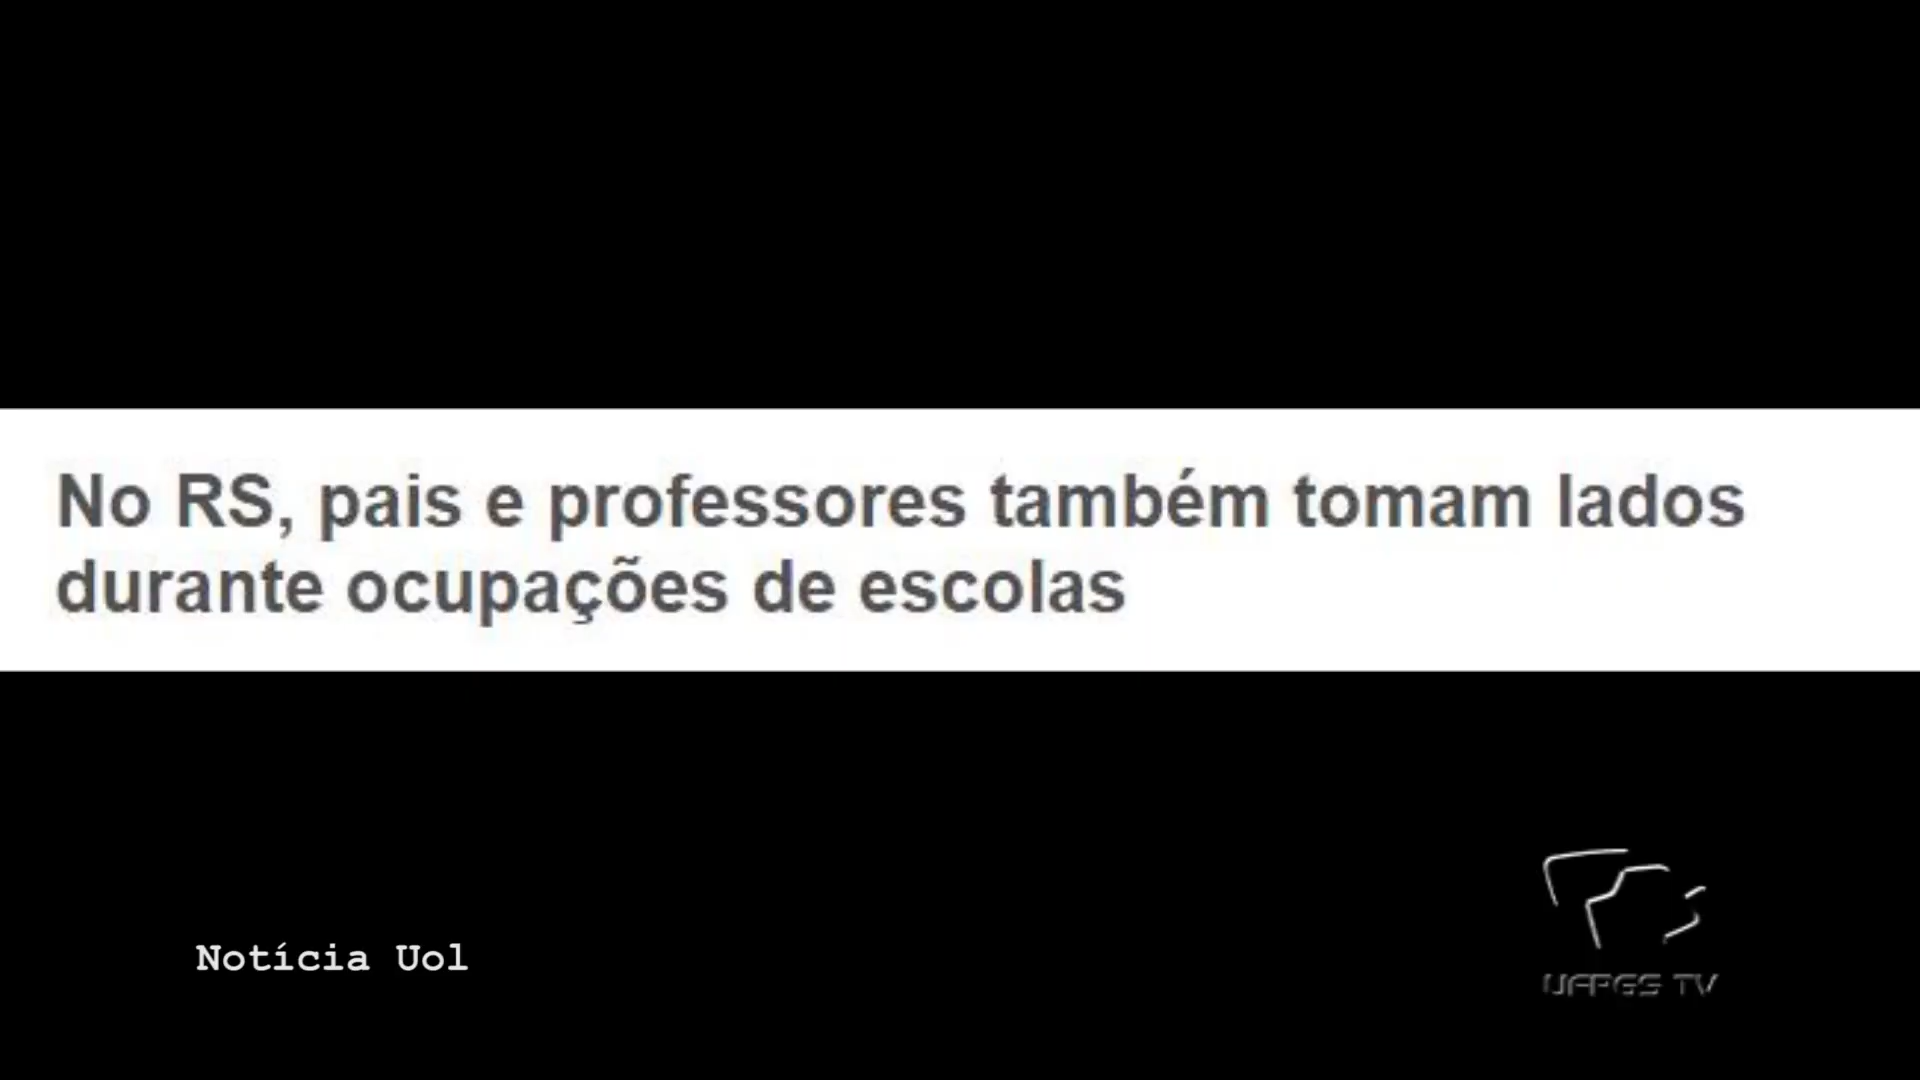 No RS, pais e professores também tomam lados
durante ocupações de escolas
Notícia Uol
UFRGS TV